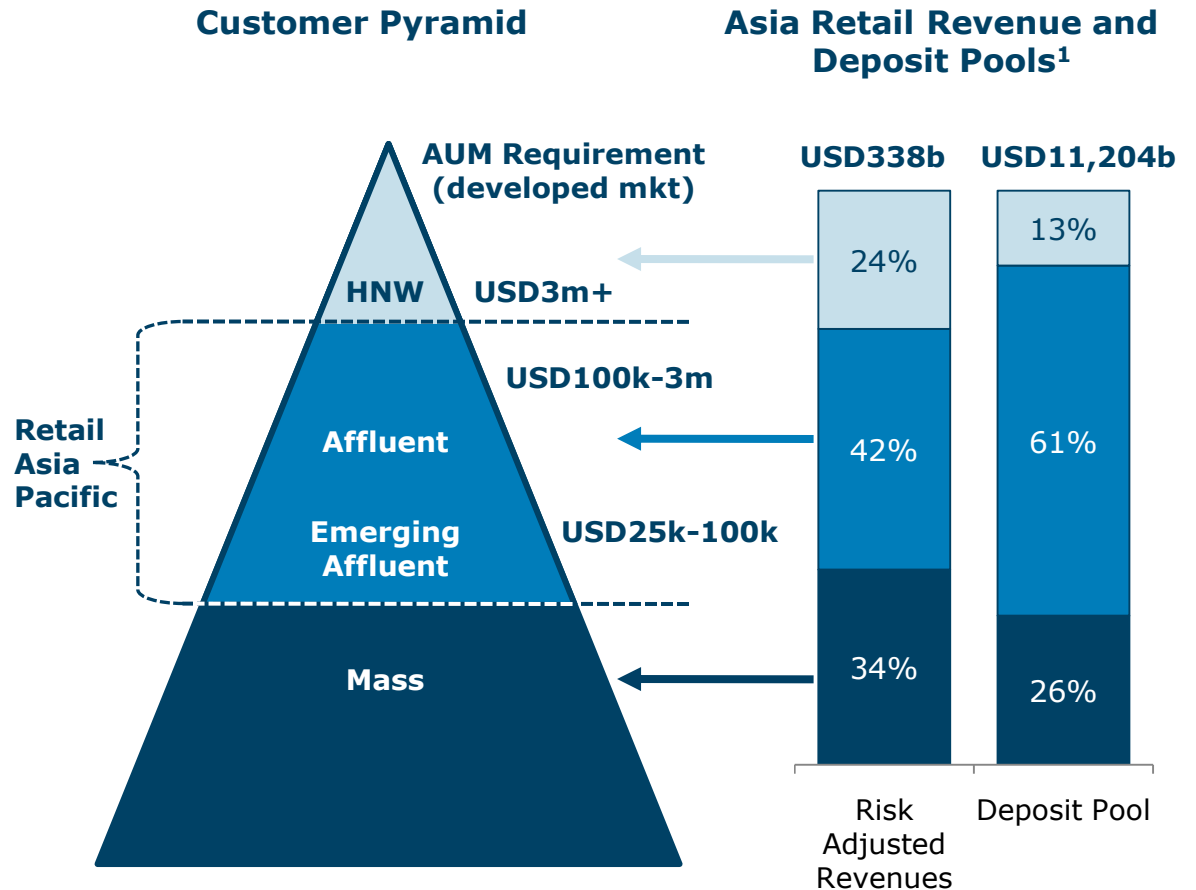 Customer Pyramid
Asia Retail Revenue and
Deposit Pools¹
AUM Requirement
(developed mkt)
USD338b
USD11,204b
HNW
USD3m+
24%
13%
USD100k-3m
Retail
Asia
Pacific
Affluent
42%
61%
Emerging
Affluent
USD25k-100k
Mass
34%
26%
Risk
Adjusted
Revenues
Deposit Pool